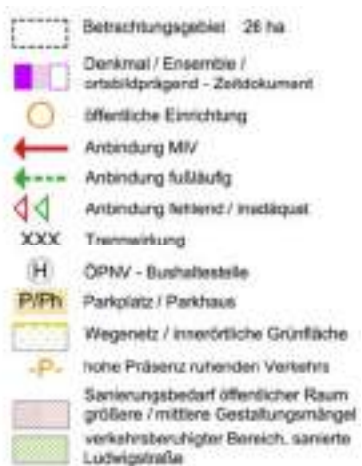 Betrachtungsgebiet 26 ha
Denkmal / Ensemble /
ortsbildprägend - Zeitdokument
öffentliche Einrichtung
Anbindung MIV
Anbindung fußläufig
Anbindung fehlend / inadäquat
XXX Trennwirkung
H ÖPNV - Bushaltestelle
P/Ph Parkplatz / Parkhaus
Wegenetz / innerörtliche Grünfläche
-P- hohe Präsenz ruhenden Verkehrs
Sanierungsbedarf öffentlicher Raum
größere / mittlere Gestaltungsmängel
verkehrsberuhigter Bereich, sanierte
Ludwigstraße